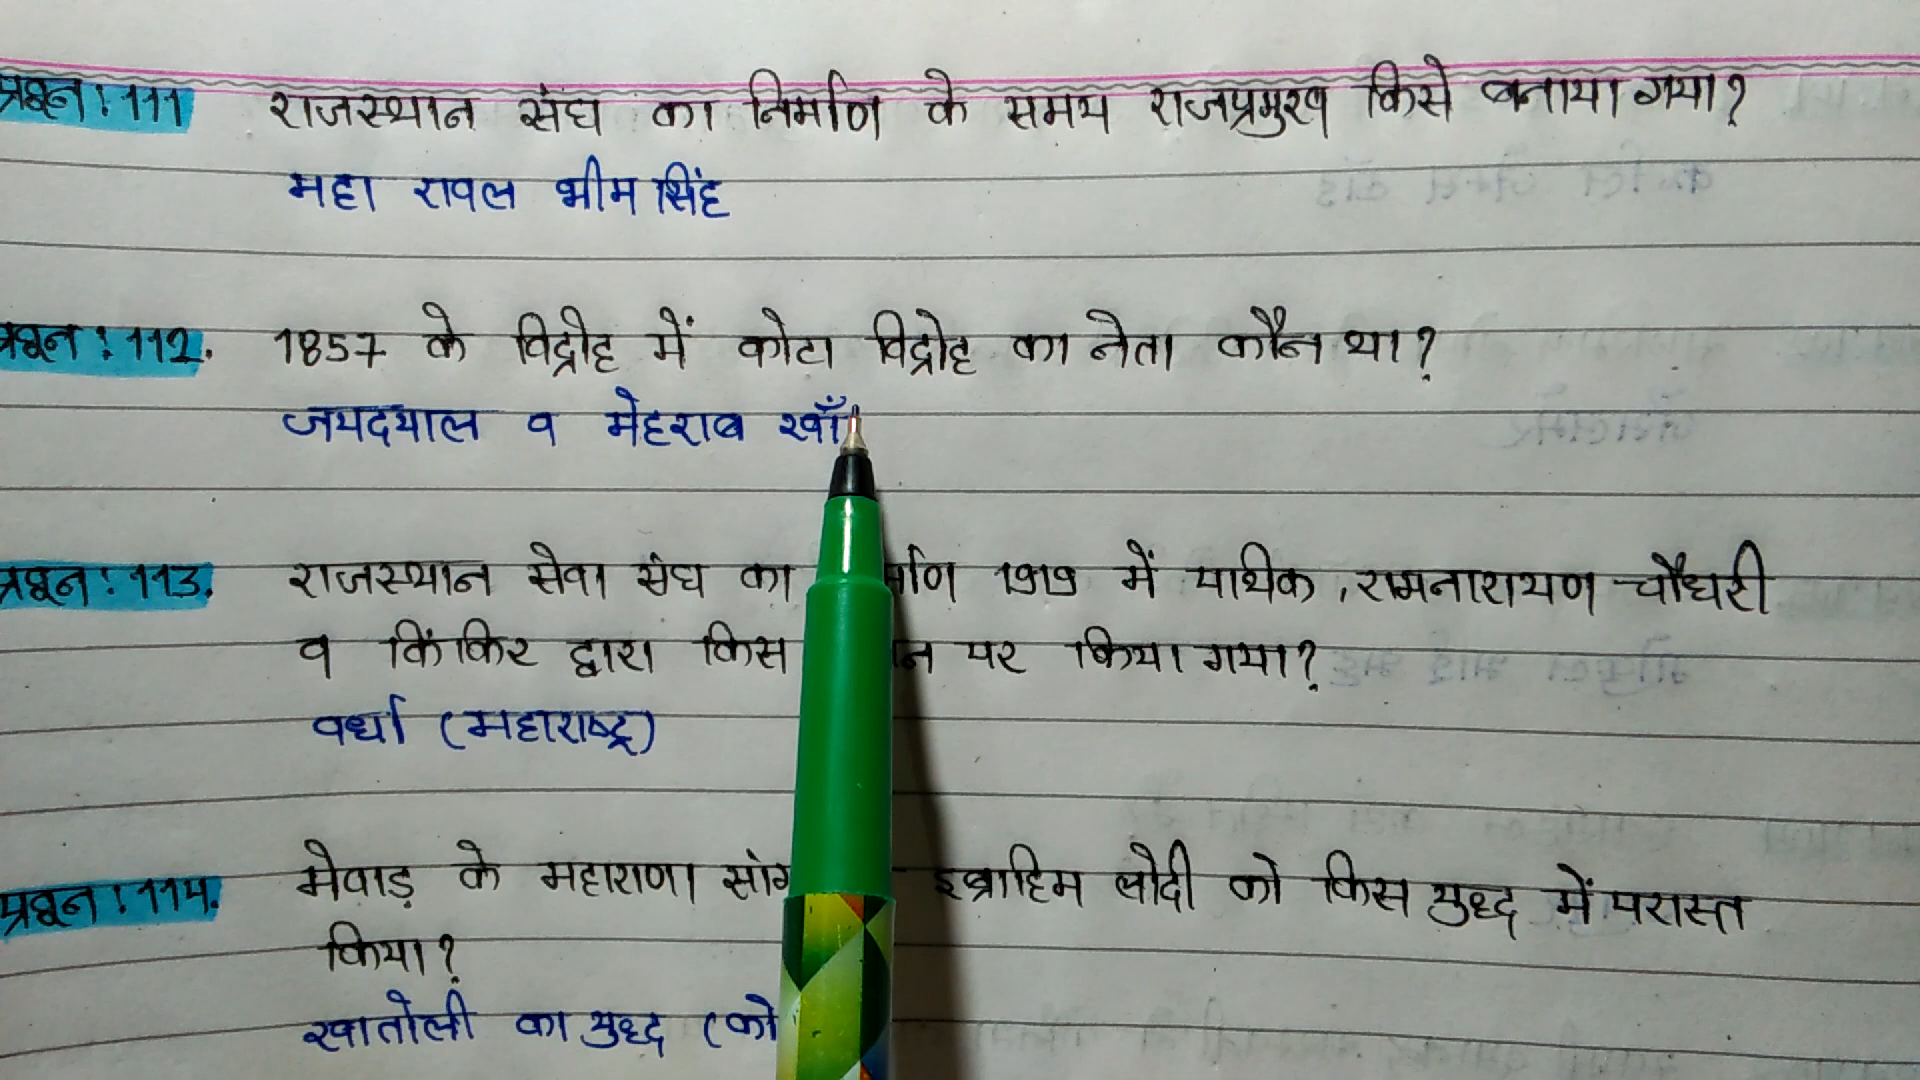 प्रश्न: 111 राजस्थान संघ का निर्माण के समय राजप्रमुख किसे बनाया गया?
महा रावल भीम सिंह
प्रश्न: 112. 1857 के विद्रोह में कोटा विद्रोह का नेता कौन था?
जयदयाल व मेहराब खाँ
प्रश्न: 113. राजस्थान सेवा संघ का 1919 में पाथिक, रामनारायण चौधरी
व किंकिर द्वारा किस पर किया गया?
वर्धा (महाराष्ट्र)
प्रश्न: 114. मेवाड़ के महाराणा इब्राहिम लोदी को किस युध्द में परास्त
किया?
खातोली का युध्द (को